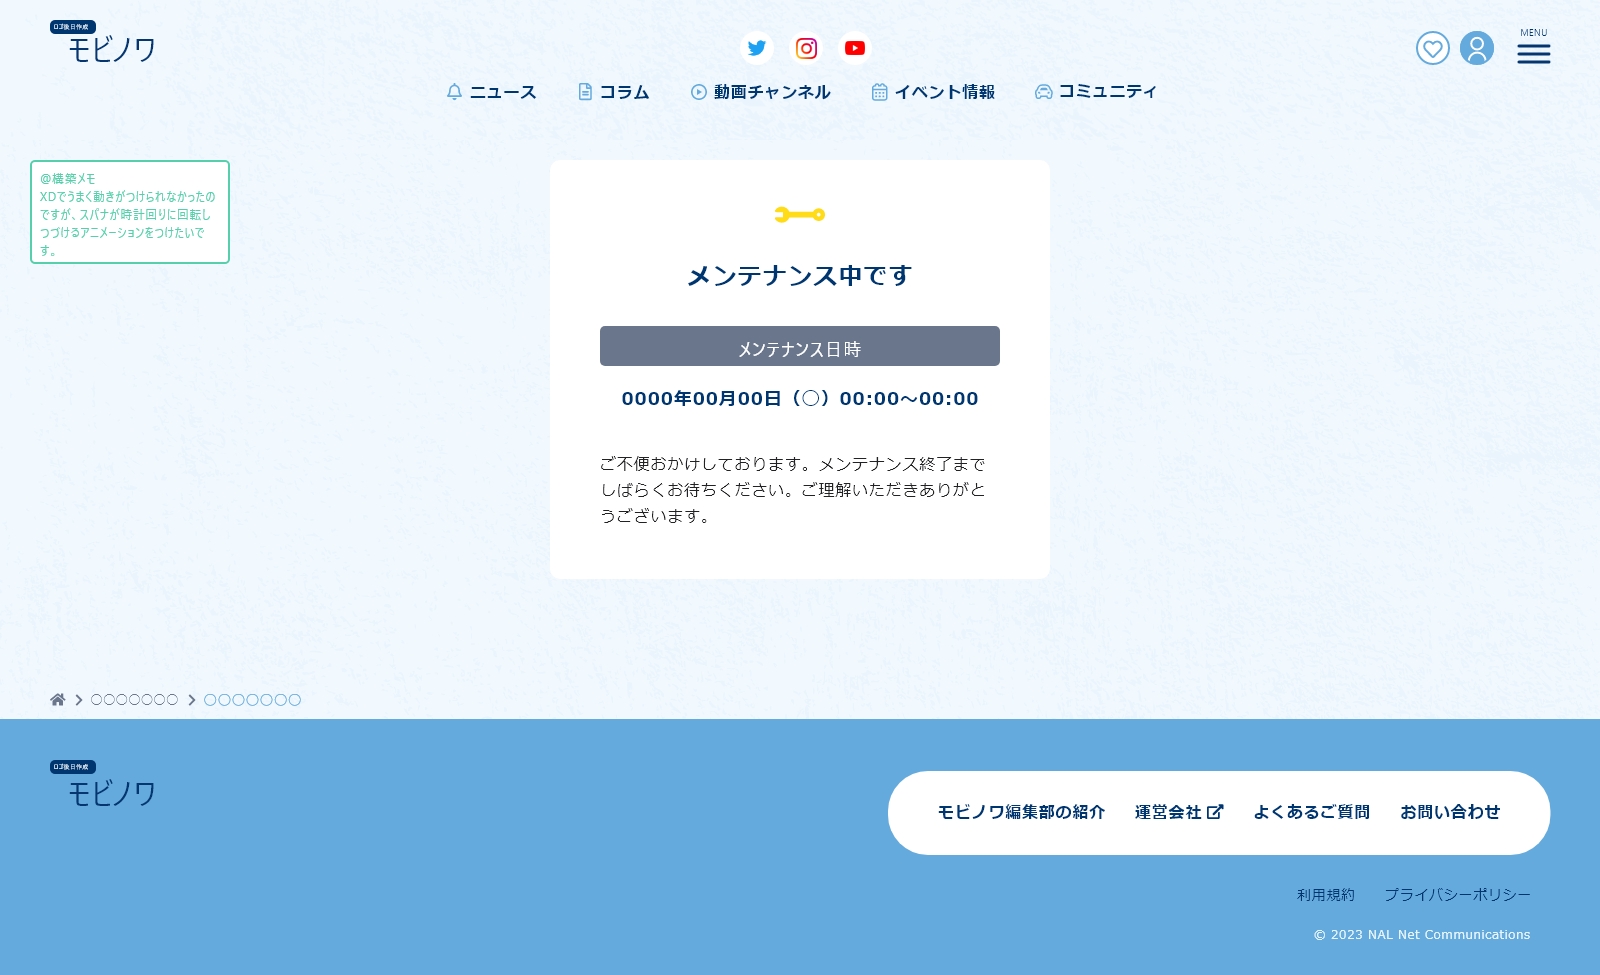 ロゴ後日作成
モビノワ
MENU
ニュース
コラム
動画チャンネル
イベント情報
コミュニティ
@構築メモ
XDでうまく動きがつけられなかったの
ですが、スパナが時計回りに回転し
つづけるアニメーションをつけたいで
す。
メンテナンス中です
メンテナンス日時
0000年00月00日（○）00:00～00:00
ご不便おかけしております。メンテナンス終了まで
しばらくお待ちください。ご理解いただきありがと
うございます。
○○○○○○○
○○○○○○○
ロゴ後日作成
モビノワ
モビノワ編集部の紹介
運営会社
よくあるご質問
お問い合わせ
利用規約
プライバシーポリシー
© 2023 NAL Net Communications